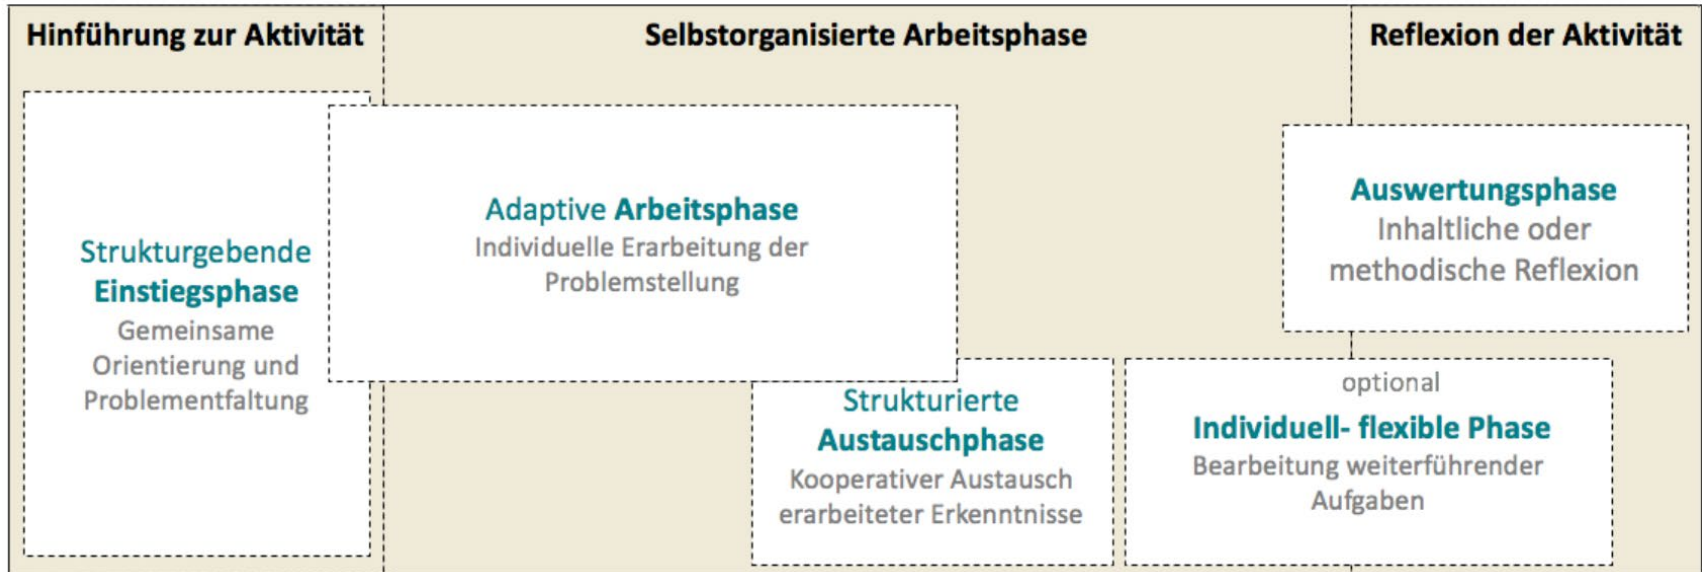 Hinführung zur Aktivität
Selbstorganisierte Arbeitsphase
Reflexion der Aktivität
Strukturgebende
Einstiegsphase
Gemeinsame
Orientierung und
Problementfaltung
Adaptive Arbeitsphase
Individuelle Erarbeitung der
Problemstellung
Strukturierte
Austauschphase
Kooperativer Austausch
erarbeiteter Erkenntnisse
Auswertungsphase
Inhaltliche oder
methodische Reflexion
optional
Individuell- flexible Phase
Bearbeitung weiterführender
Aufgaben